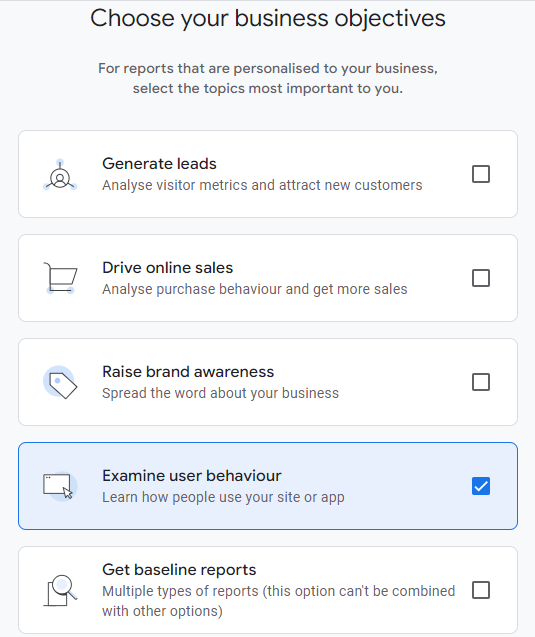 Choose your business objectives
For reports that are personalised to your business,
select the topics most important to you.
Generate leads
Analyse visitor metrics and attract new customers
Drive online sales
Analyse purchase behaviour and get more sales
Raise brand awareness
Spread the word about your business
Examine user behaviour
Learn how people use your site or app
Get baseline reports
Multiple types of reports (this option can't be combined
with other options)